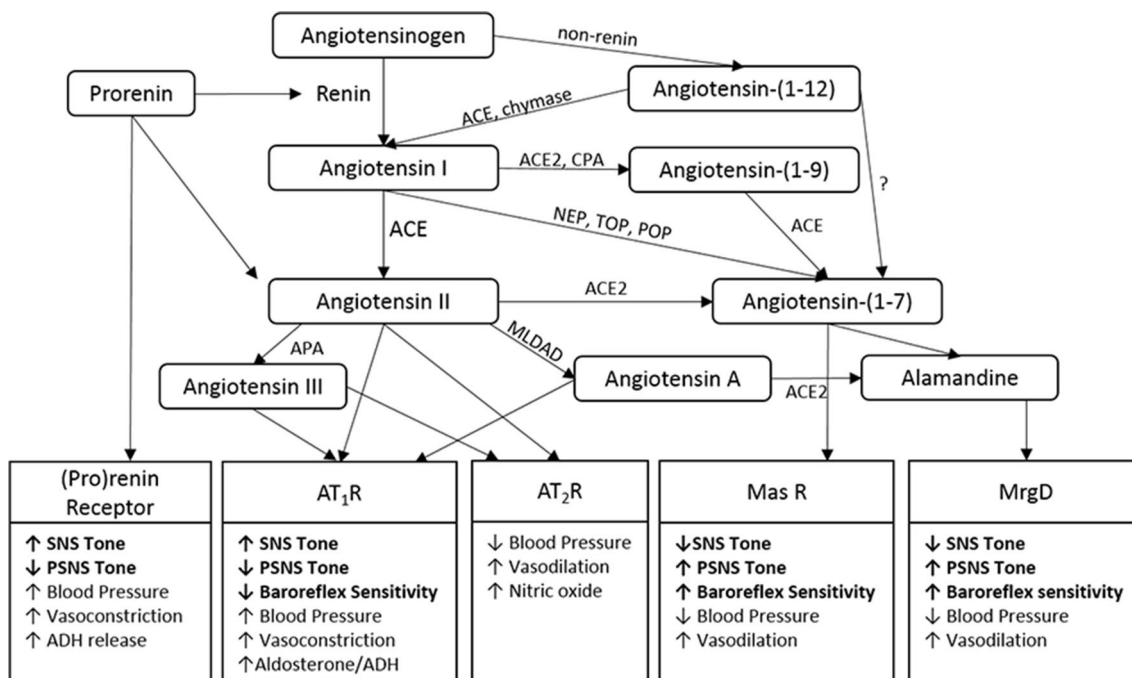 Angiotensinogen
non-renin
Prorenin
Renin
Angiotensin-(1-12)
ACE, chymase
Angiotensin I
ACE2, CPA
Angiotensin-(1-9)
?
NEP, TOP, POP
ACE
ACE
Angiotensin II
ACE2
Angiotensin-(1-7)
APA
MLDAD
Angiotensin III
Angiotensin A
ACE2
Alamandine
(Pro)renin
Receptor
↑ SNS Tone
↓ PSNS Tone
↑ Blood Pressure
↑ Vasoconstriction
↑ ADH release
AT₁R
↑ SNS Tone
↓ PSNS Tone
↓ Baroreflex Sensitivity
↑ Blood Pressure
↑ Vasoconstriction
↑Aldosterone/ADH
AT₂R
↓ Blood Pressure
↑ Vasodilation
↑ Nitric oxide
Mas R
↓SNS Tone
↑ PSNS Tone
↑ Baroreflex Sensitivity
↓ Blood Pressure
↑ Vasodilation
MrgD
↓ SNS Tone
↑ PSNS Tone
↑ Baroreflex sensitivity
↓ Blood Pressure
↑ Vasodilation